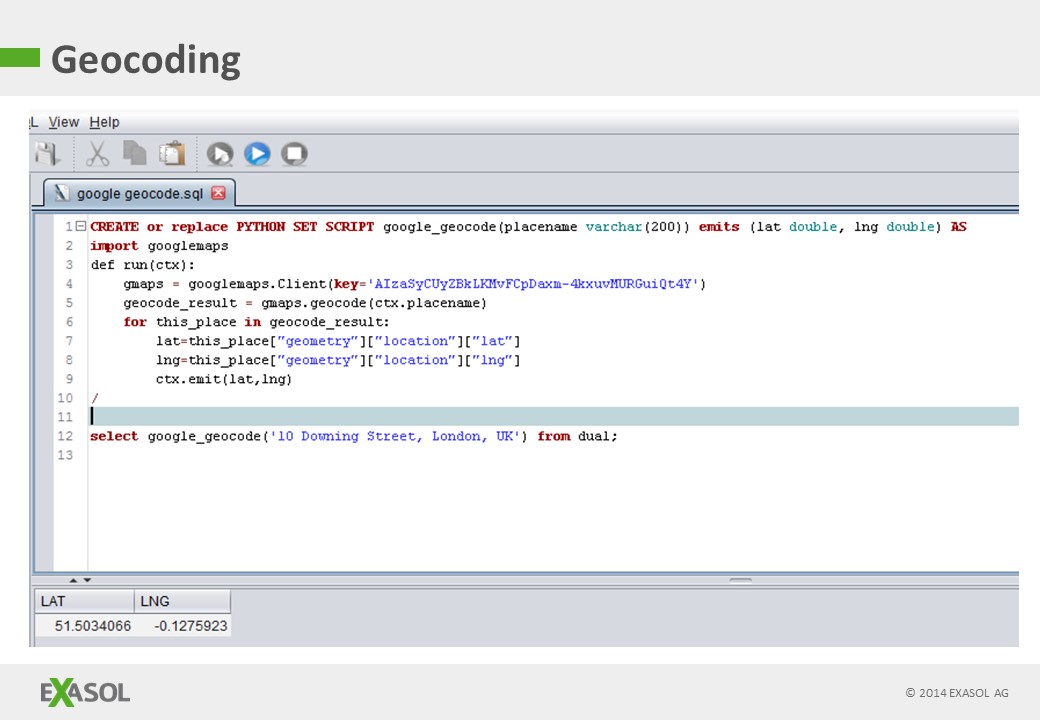 Geocoding
L View Help
google geocode.sql
1 CREATE or replace PYTHON SET SCRIPT google_geocode(placename varchar(200)) emits (lat double, lng double) AS
2 import googlemaps
3 def run(ctx):
4 gmaps = googlemaps.Client(key='AIzaSyCUyZBkLKMvFCpDaxm-4kxuvMURGuiQt4Y')
5 geocode_result = gmaps.geocode(ctx.placename)
6 for this_place in geocode_result:
7 lat=this_place["geometry"]["location"]["lat"]
8 lng=this_place["geometry"]["location"]["lng"]
9 ctx.emit(lat,lng)
10 /
11
12 select google_geocode('10 Downing Street, London, UK') from dual;
13
LAT LNG
51.5034066 -0.1275923
EXASOL
© 2014 EXASOL AG